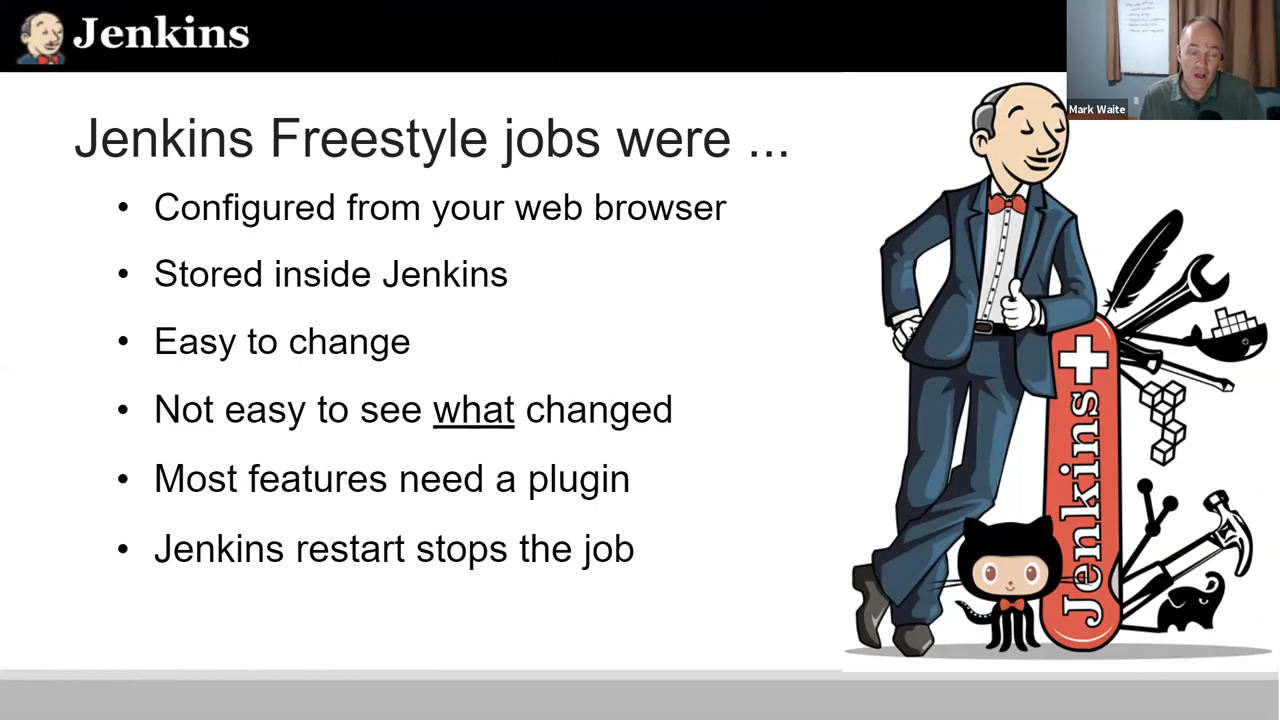 Jenkins
Mark Waite
Jenkins Freestyle jobs were ...
• Configured from your web browser
• Stored inside Jenkins
• Easy to change
• Not easy to see what changed
• Most features need a plugin
• Jenkins restart stops the job
Jenkins